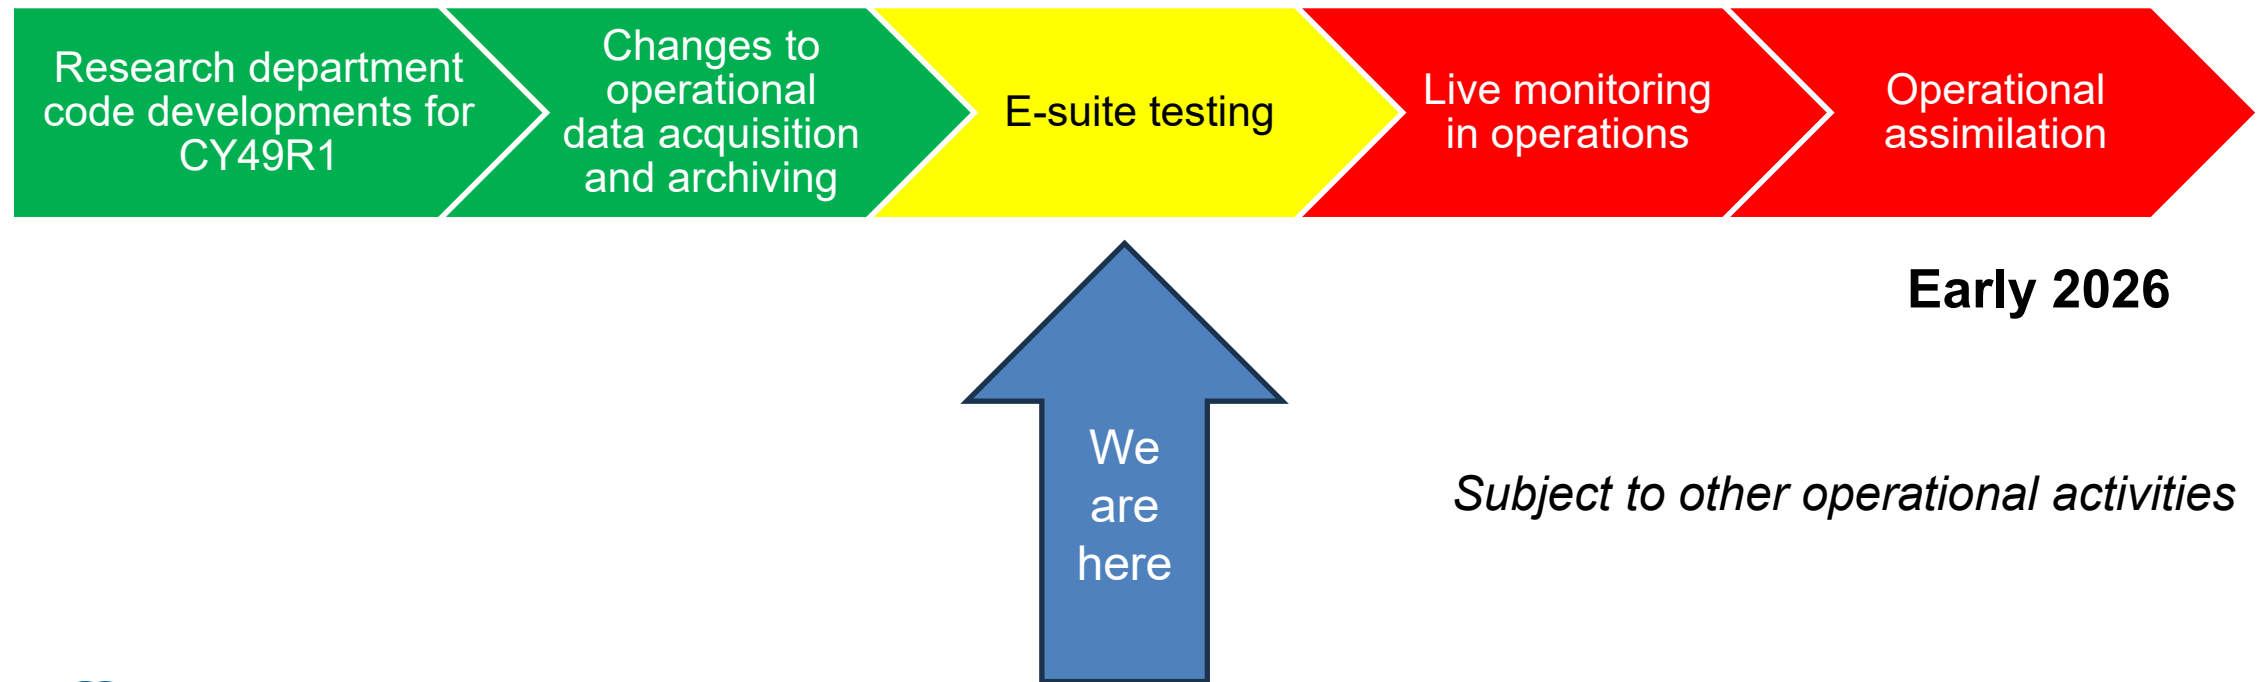 Research department
code developments for
CY49R1
Changes to
operational
data acquisition
and archiving
E-suite testing
Live monitoring
in operations
Operational
assimilation
Early 2026
We
are
here
Subject to other operational activities